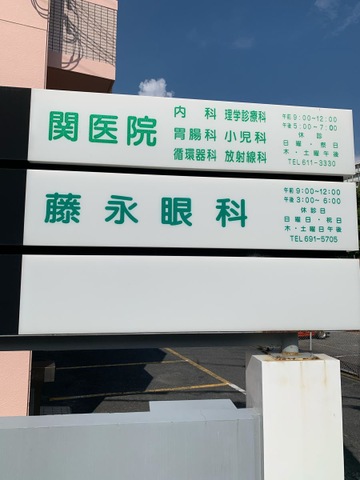 関医院
内科 理学診療科
胃腸科 小児科
循環器科 放射線科
午前 9:00~12:00
午後 5:00~7:00
休診
日曜・祭日
木・土曜午後
TEL 611-3330
藤永眼科
午前 9:00~12:00
午後 3:00~6:00
休診日
日曜日・祝日
木・土曜日午後
TEL 691-5705